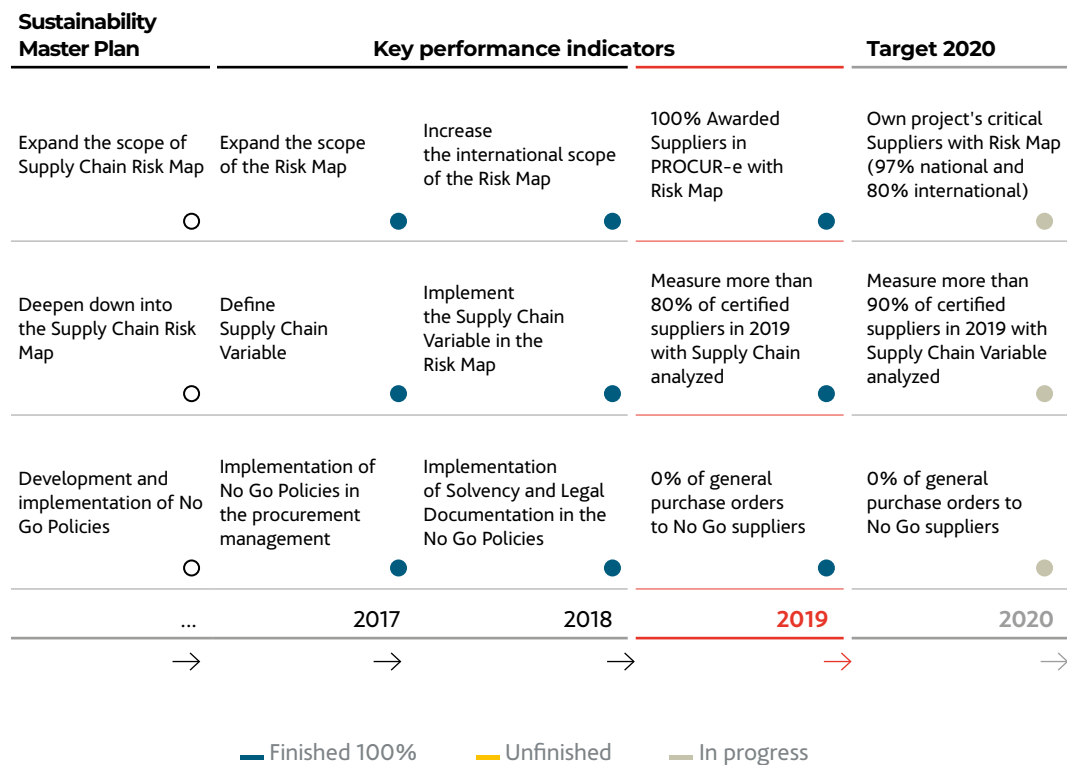 Sustainability
Master Plan
Key performance indicators
Target 2020
Expand the scope of
Supply Chain Risk Map
Expand the scope
of the Risk Map
Increase
the international scope
of the Risk Map
100% Awarded
Suppliers in
PROCUR-e with
Risk Map
Own project's critical
Suppliers with Risk Map
(97% national and
80% international)
Deepen down into
the Supply Chain Risk
Map
Define
Supply Chain
Variable
Implement
the Supply Chain
Variable in the
Risk Map
Measure more than
80% of certified
suppliers in 2019
with Supply Chain
analyzed
Measure more than
90% of certified
suppliers in 2019 with
Supply Chain Variable
analyzed
Development and
implementation of No
Go Policies
Implementation of
No Go Policies in
the procurement
management
Implementation
of Solvency and Legal
Documentation in the
No Go Policies
0% of general
purchase orders
to No Go suppliers
0% of general
purchase orders to
No Go suppliers
... 2017 2018 2019 2020
Finished 100% Unfinished In progress